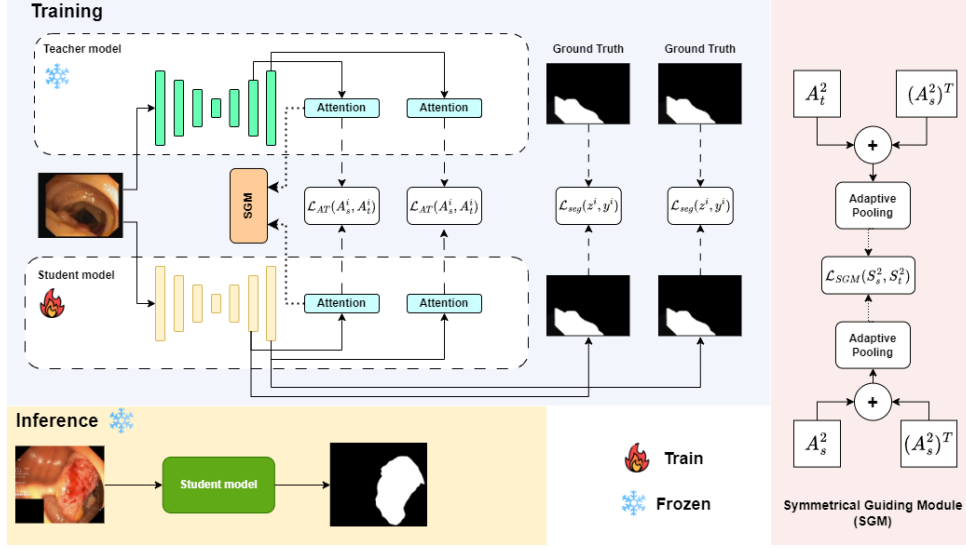 Training
Teacher model
Attention
Attention
Ground Truth
Ground Truth
SGM
$\mathcal{L}_{AT}(A_s^i, A_t^i)$
$\mathcal{L}_{AT}(A_s^i, A_t^i)$
$\mathcal{L}_{seg}(z^i, y^i)$
$\mathcal{L}_{seg}(z^i, y^i)$
Student model
Attention
Attention
Inference
Student model
Train
Frozen
$A_t^2$
$(A_s^2)^T$
+
Adaptive
Pooling
$\mathcal{L}_{SGM}(S_s^2, S_t^2)$
Adaptive
Pooling
+
$A_s^2$
$(A_s^2)^T$
Symmetrical Guiding Module
(SGM)